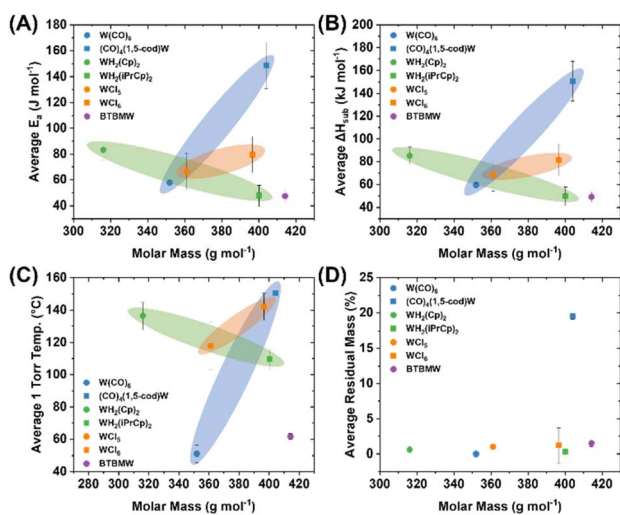 (A)
Average Ea (J mol⁻¹)
180
160
140
120
100
80
60
40
W(CO)₆
(CO)₄(1,5-cod)W
WH₂(Cp)₂
WH₂(iPrCp)₂
WCl₅
WCl₆
BTBMW
300 320 340 360 380 400 420
Molar Mass (g mol⁻¹)
(B)
Average ΔHsub (kJ mol⁻¹)
200
180
160
140
120
100
80
60
40
W(CO)₆
(CO)₄(1,5-cod)W
WH₂(Cp)₂
WH₂(iPrCp)₂
WCl₅
WCl₆
BTBMW
300 320 340 360 380 400 420
Molar Mass (g mol⁻¹)
(C)
Average 1 Torr Temp. (°C)
160
140
120
100
80
60
40
W(CO)₆
(CO)₄(1,5-cod)W
WH₂(Cp)₂
WH₂(iPrCp)₂
WCl₅
WCl₆
BTBMW
280 300 320 340 360 380 400 420
Molar Mass (g mol⁻¹)
(D)
Average Residual Mass (%)
25
20
15
10
5
0
W(CO)₆
(CO)₄(1,5-cod)W
WH₂(Cp)₂
WH₂(iPrCp)₂
WCl₅
WCl₆
BTBMW
300 320 340 360 380 400 420
Molar Mass (g mol⁻¹)